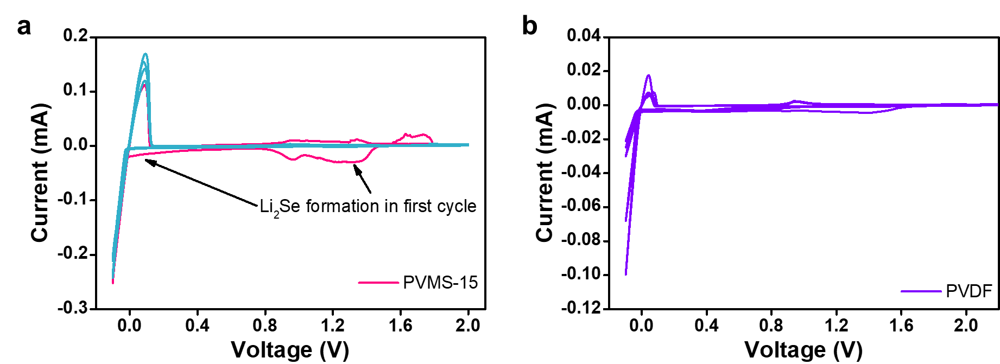 a
0.2
0.1
0.0
-0.1
-0.2
-0.3
Current (mA)
Li2Se formation in first cycle
PVMS-15
0.0 0.4 0.8 1.2 1.6 2.0
Voltage (V)
b
0.04
0.02
0.00
-0.02
-0.04
-0.06
-0.08
-0.10
-0.12
Current (mA)
PVDF
0.0 0.4 0.8 1.2 1.6 2.0
Voltage (V)